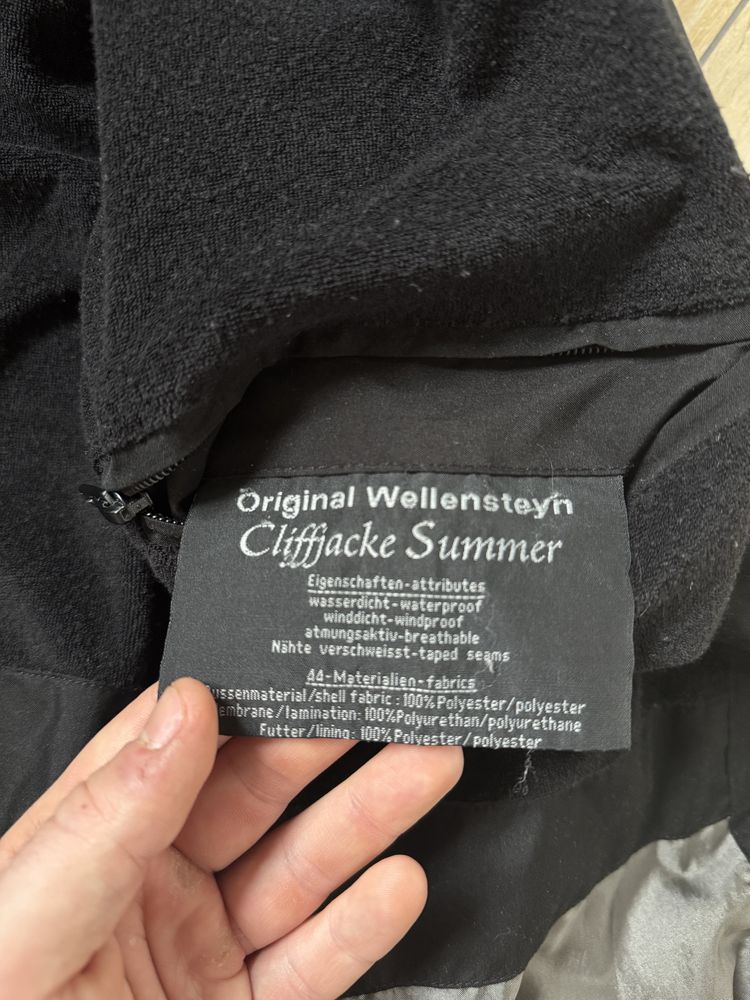 Original Wellensteyn
Cliffjacke Summer
Eigenschaften-attributes
wasserdicht-waterproof
winddicht-windproof
atmungsaktiv-breathable
Nähte verschweisst-taped seams
44-Materialien-fabrics
ussenmaterial/shell fabric: 100% Polyester/polyester
embrane/lamination: 100% Polyurethan/polyurethane
Futter/lining: 100% Polyester/polyester